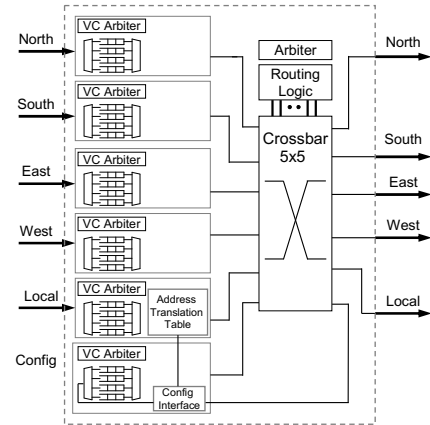 VC Arbiter
North
Arbiter
North
Routing
Logic
VC Arbiter
South
Crossbar
5x5
South
VC Arbiter
East
East
VC Arbiter
West
West
VC Arbiter
Local
Address
Translation
Table
Local
VC Arbiter
Config
Config
Interface